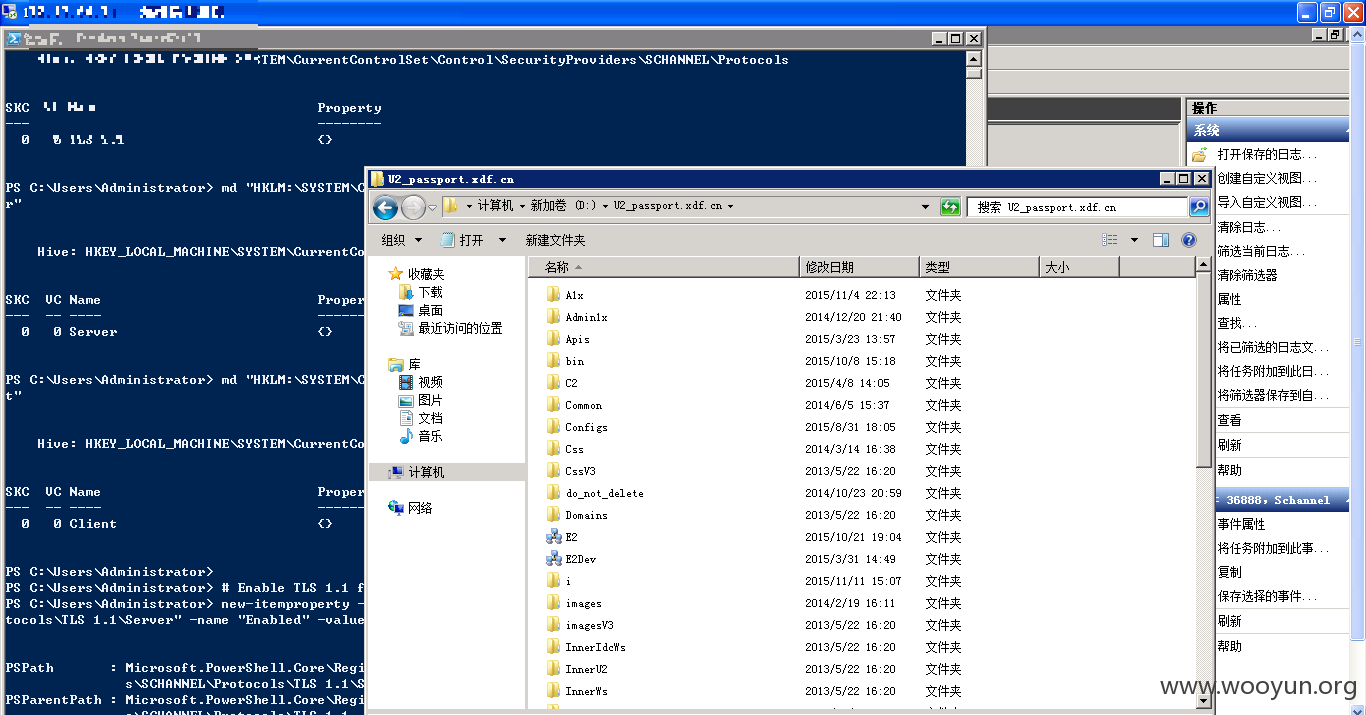 STEM\CurrentControlSet\Control\SecurityProviders\SCHANNEL\Protocols
SKC
Property
--- --------
0 {}
PS C:\Users\Administrator> md "HKLM:\SYSTEM\C
r"
Hive: HKEY_LOCAL_MACHINE\SYSTEM\CurrentCo
SKC VC Name Proper
--- -- ---- ------
0 0 Server {}
PS C:\Users\Administrator> md "HKLM:\SYSTEM\C
t"
Hive: HKEY_LOCAL_MACHINE\SYSTEM\CurrentCo
SKC VC Name Proper
--- -- ---- ------
0 0 Client {}
PS C:\Users\Administrator>
PS C:\Users\Administrator> # Enable TLS 1.1 f
PS C:\Users\Administrator> new-itemproperty -
tocols\TLS 1.1\Server" -name "Enabled" -value
PSPath : Microsoft.PowerShell.Core\Regi
s\SCHANNEL\Protocols\TLS 1.1\S
PSParentPath : Microsoft.PowerShell.Core\Regi
s\SCHANNEL\Protocols\TLS 1.1
U2_passport.xdf.cn
计算机 新加卷 (D:) U2_passport.xdf.cn
搜索 U2_passport.xdf.cn
组织 打开 新建文件夹
收藏夹
下载
桌面
最近访问的位置
库
视频
图片
文档
音乐
计算机
网络
名称 修改日期 类型 大小
A1x 2015/11/4 22:13 文件夹
Admin1x 2014/12/20 21:40 文件夹
Apis 2015/3/23 13:57 文件夹
bin 2015/10/8 15:18 文件夹
C2 2015/4/8 14:05 文件夹
Common 2014/6/5 15:37 文件夹
Configs 2015/8/31 18:05 文件夹
Css 2014/3/14 16:38 文件夹
CssV3 2013/5/22 16:20 文件夹
do_not_delete 2014/10/23 20:59 文件夹
Domains 2013/5/22 16:20 文件夹
E2 2015/10/21 19:04 文件夹
E2Dev 2015/3/31 14:49 文件夹
i 2015/11/11 15:07 文件夹
images 2014/2/19 16:11 文件夹
imagesV3 2013/5/22 16:20 文件夹
InnerIdcWs 2013/5/22 16:20 文件夹
InnerU2 2013/5/22 16:20 文件夹
InnerWs 2013/5/22 16:20 文件夹
操作
系统
打开保存的日志...
创建自定义视图...
导入自定义视图...
清除日志...
筛选当前日志...
清除筛选器
属性
查找...
将已筛选的日志文...
将任务附加到此日...
将筛选器保存到自...
查看
刷新
帮助
36888, Schannel
事件属性
将任务附加到此事...
复制
保存选择的事件...
刷新
帮助
www.wooyun.org